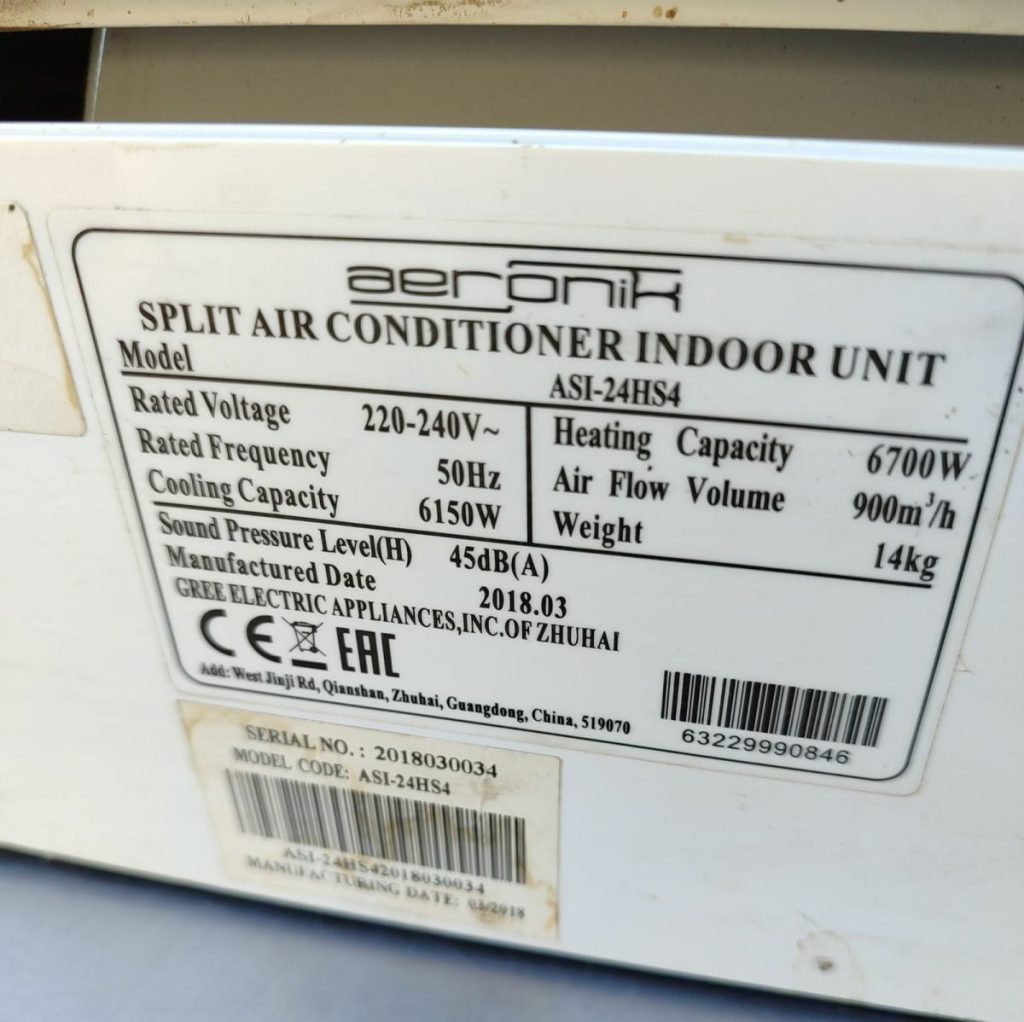 aeronik
SPLIT AIR CONDITIONER INDOOR UNIT
Model ASI-24HS4
Rated Voltage 220-240V~
Rated Frequency 50Hz
Cooling Capacity 6150W
Heating Capacity 6700W
Air Flow Volume 900m³/h
Weight 14kg
Sound Pressure Level(H) 45dB(A)
Manufactured Date 2018.03
GREE ELECTRIC APPLIANCES,INC.OF ZHUHAI
CE EAC
Add: West Jinji Rd, Qianshan, Zhuhai, Guangdong, China, 519070
63229990846
SERIAL NO.: 2018030034
MODEL CODE: ASI-24HS4
ASI-24HS42018030034
MANUFACTURING DATE: 03/2018